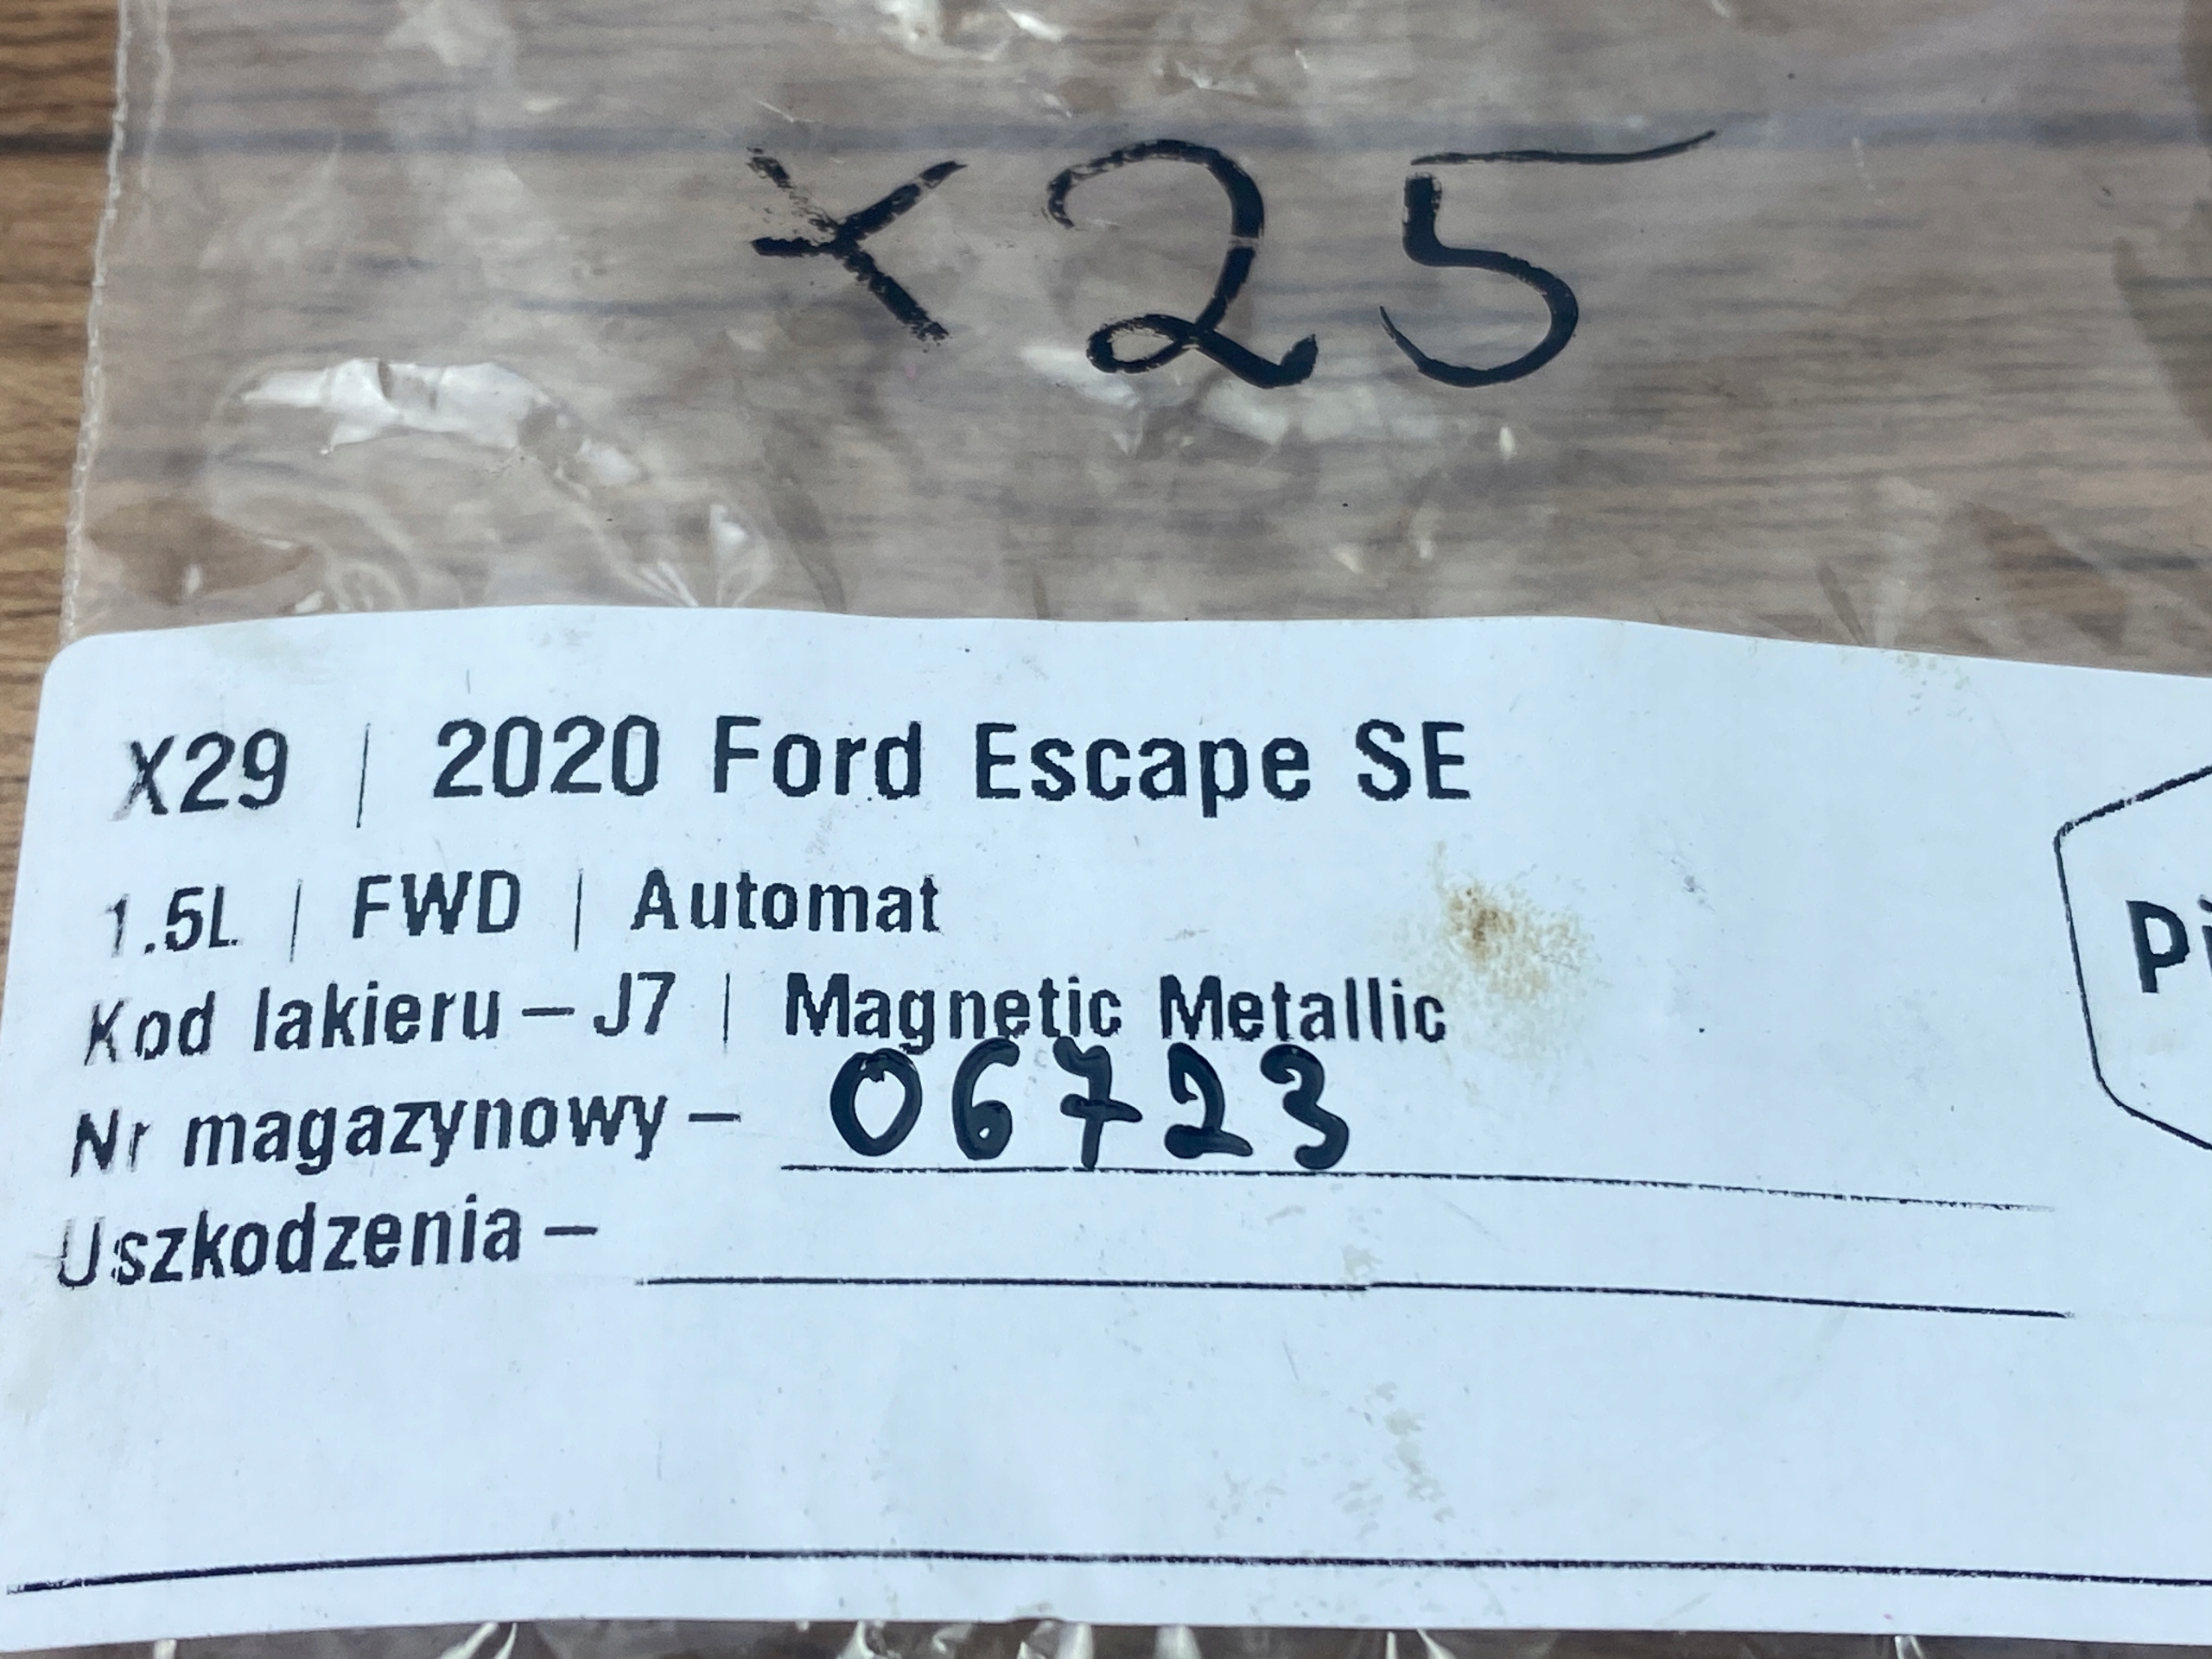 X25
X29 | 2020 Ford Escape SE
1.5L | FWD | Automat
Kod lakieru – J7 | Magnetic Metallic
Nr magazynowy – 06723
Uszkodzenia –